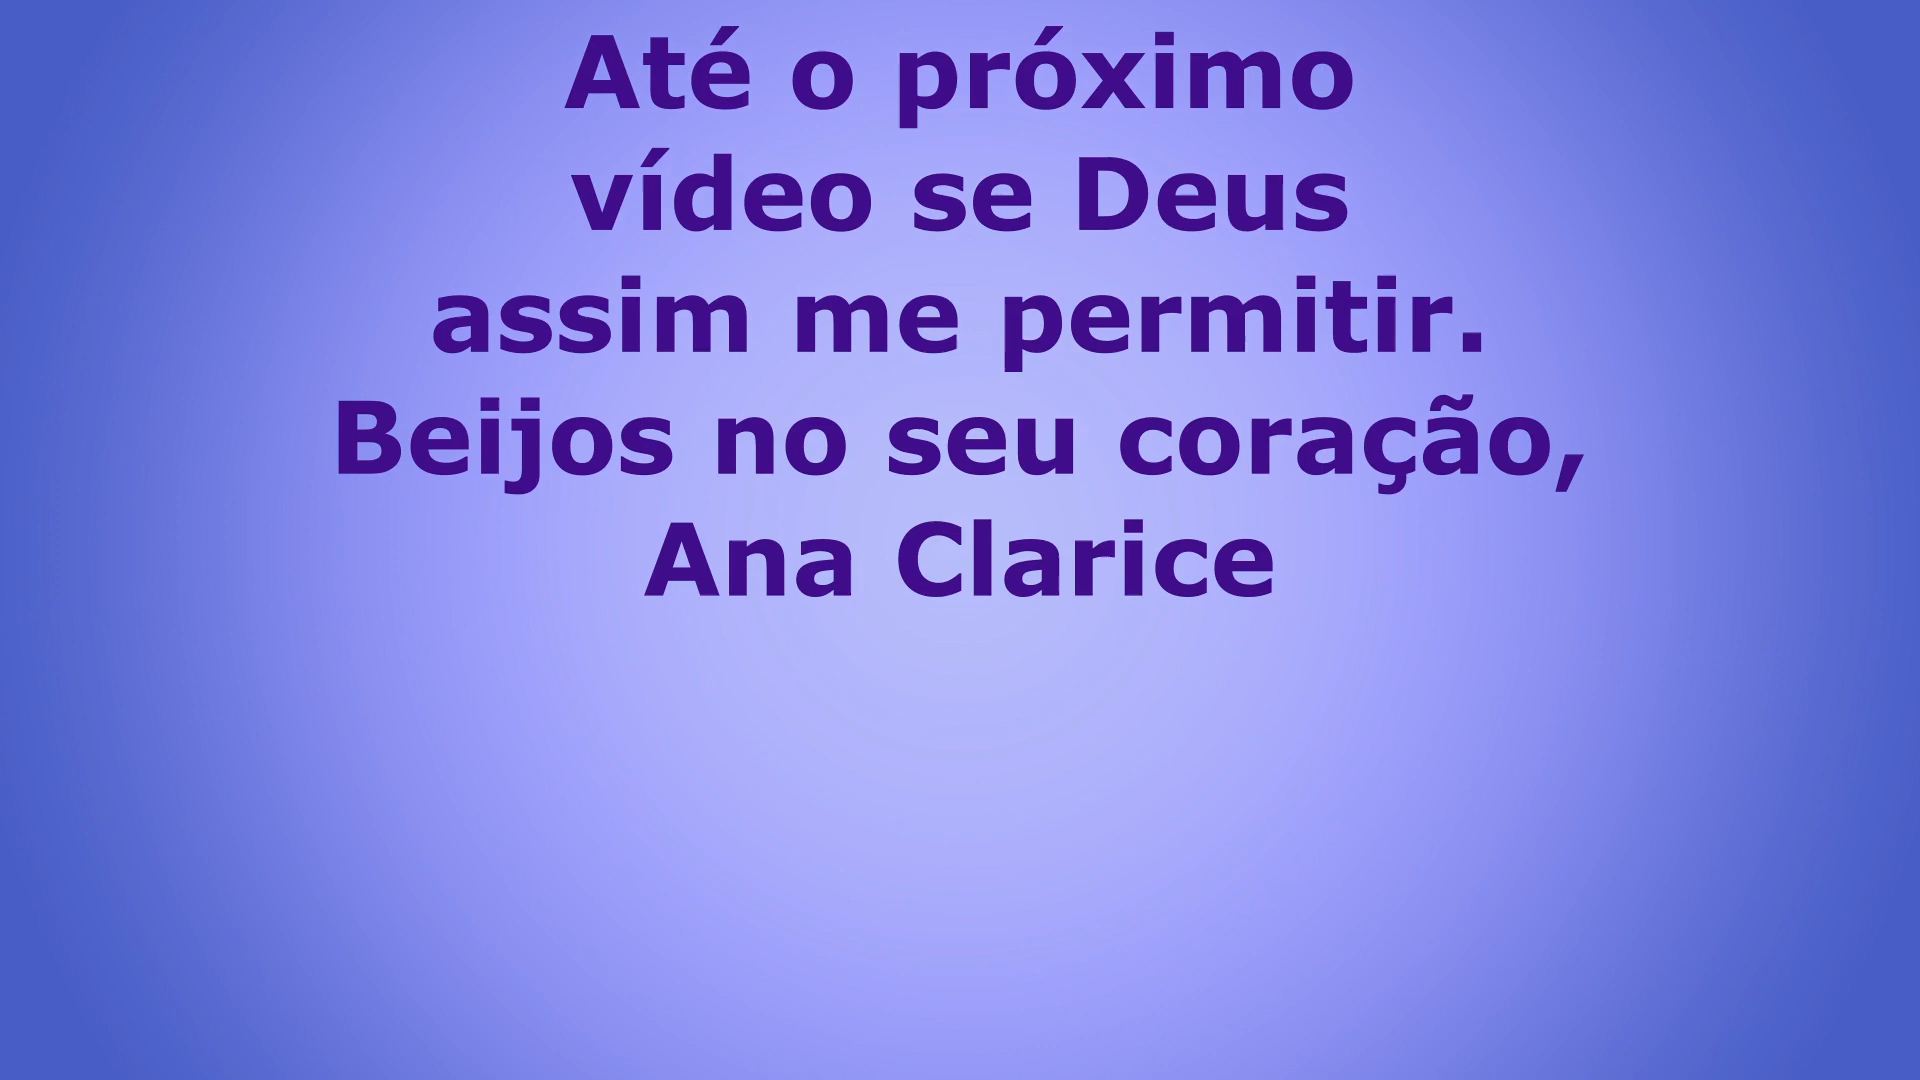 Até o próximo
vídeo se Deus
assim me permitir.
Beijos no seu coração,
Ana Clarice